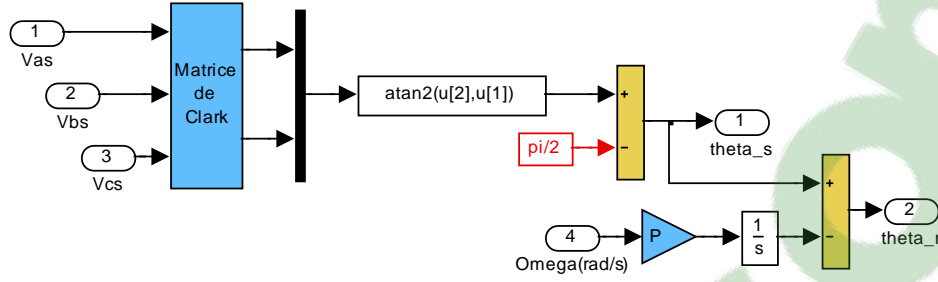 1
Vas
2
Vbs
3
Vcs
Matrice
de
Clark
atan2(u[2],u[1])
pi/2
+
−
1
theta_s
4
Omega(rad/s)
P
1
s
+
−
2